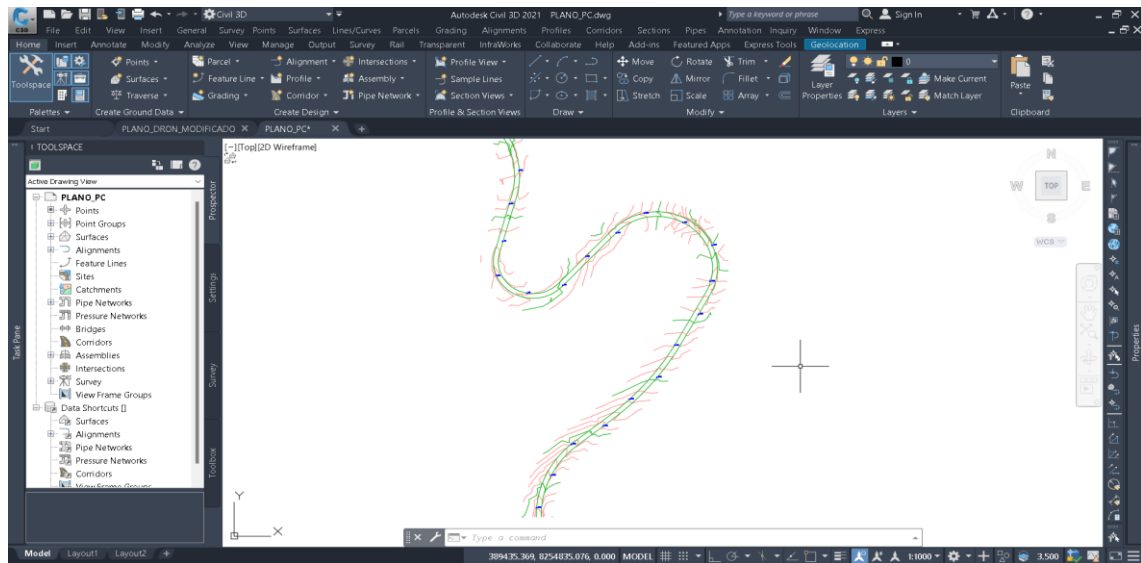 Civil 3D
Autodesk Civil 3D 2021 PLANO_PC.dwg
Type a keyword or phrase
Sign In
C3D
File Edit View Insert General Survey Points Surfaces Lines/Curves Parcels Grading Alignments Profiles Corridors Sections Pipes Annotation Inquiry Window Express
Home Insert Annotate Modify Analyze View Manage Output Survey Rail Transparent InfraWorks Collaborate Help Add-ins Featured Apps Express Tools Geolocation
Toolspace
Points
Parcel
Alignment
Intersections
Profile View
Move
Rotate
Trim
0
Surfaces
Feature Line
Profile
Assembly
Sample Lines
Copy
Mirror
Fillet
Make Current
Traverse
Grading
Corridor
Pipe Network
Section Views
Stretch
Scale
Array
Layer Properties
Match Layer
Paste
Palettes
Create Ground Data
Create Design
Profile & Section Views
Draw
Modify
Layers
Clipboard
Start
PLANO_DRON_MODIFICADO
PLANO_PC*
TOOLSPACE
[-][Top][2D Wireframe]
Active Drawing View
PLANO_PC
Points
Point Groups
Surfaces
Alignments
Feature Lines
Sites
Catchments
Pipe Networks
Pressure Networks
Bridges
Corridors
Assemblies
Intersections
Survey
View Frame Groups
Data Shortcuts []
Surfaces
Alignments
Pipe Networks
Pressure Networks
Corridors
View Frame Groups
Prospector
Settings
Survey
Toolbox
Task Pane
N
W
TOP
E
S
WCS
Properties
Y
X
Type a command
Model Layout1 Layout2 +
389435.369, 8254835.076, 0.000 MODEL
1:1000
3.500